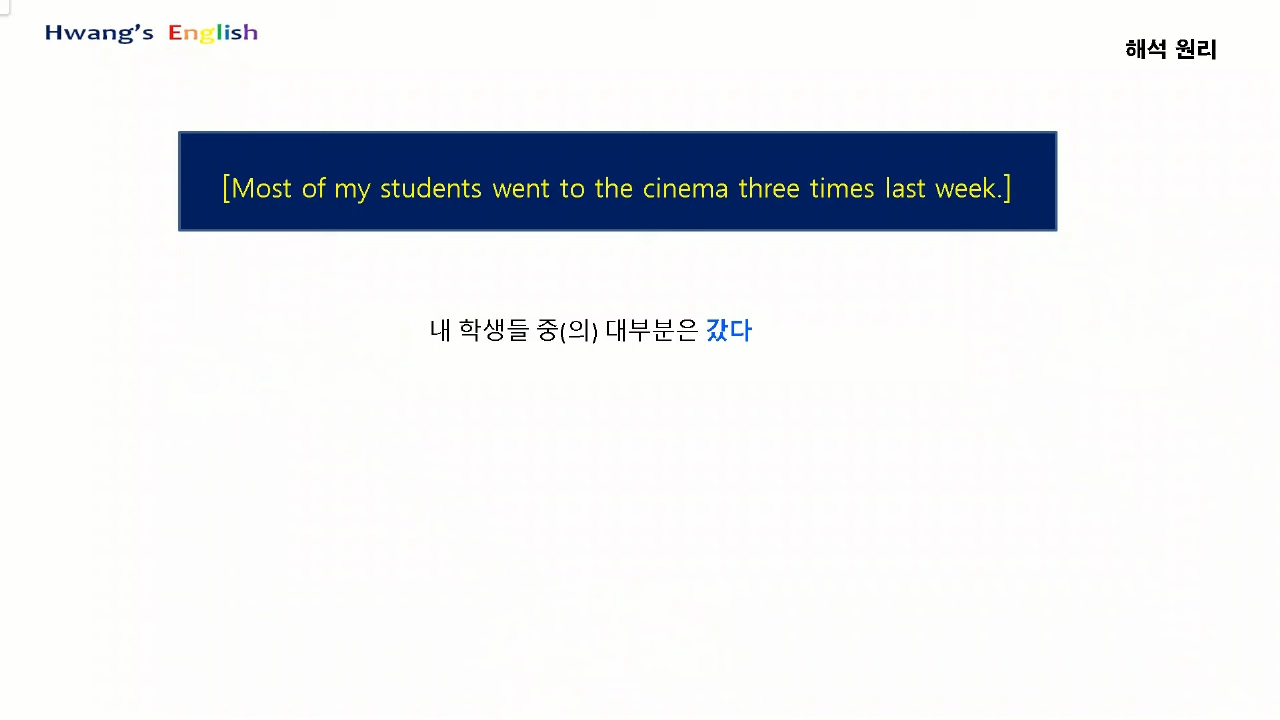 Hwang's English
해석 원리
[Most of my students went to the cinema three times last week.]
내 학생들 중(의) 대부분은 갔다